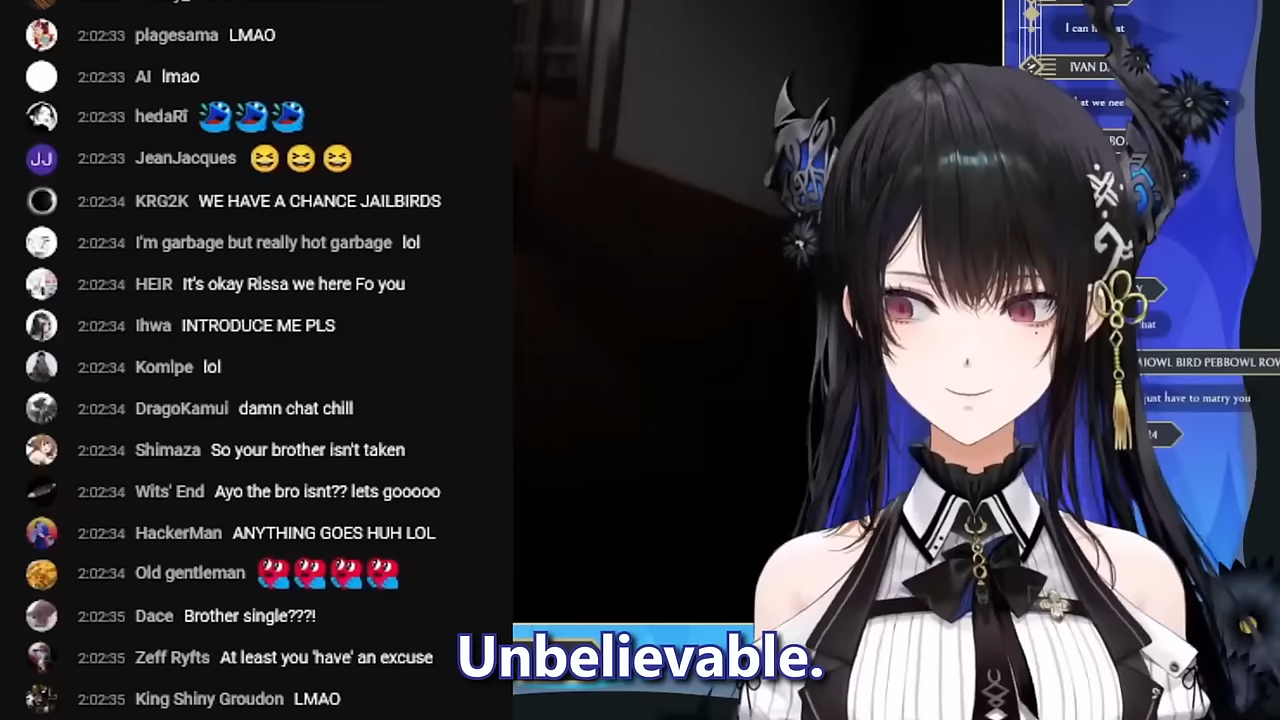 2:02:33 plagesama LMAO
2:02:33 AI lmao
2:02:33 hedaRï
JJ 2:02:33 JeanJacques
2:02:34 KRG2K WE HAVE A CHANCE JAILBIRDS
2:02:34 I'm garbage but really hot garbage lol
2:02:34 HEIR It's okay Rissa we here Fo you
2:02:34 Ihwa INTRODUCE ME PLS
2:02:34 Komlpe lol
2:02:34 DragoKamui damn chat chill
2:02:34 Shimaza So your brother isn't taken
2:02:34 Wits' End Ayo the bro isnt?? lets gooooo
2:02:34 HackerMan ANYTHING GOES HUH LOL
2:02:34 Old gentleman
2:02:35 Dace Brother single???!
2:02:35 Zeff Ryfts At least you 'have' an excuse
2:02:35 King Shiny Groudon LMAO
Unbelievable.
I can
IVAN
BIRD PEBBOWL
just have to marry you